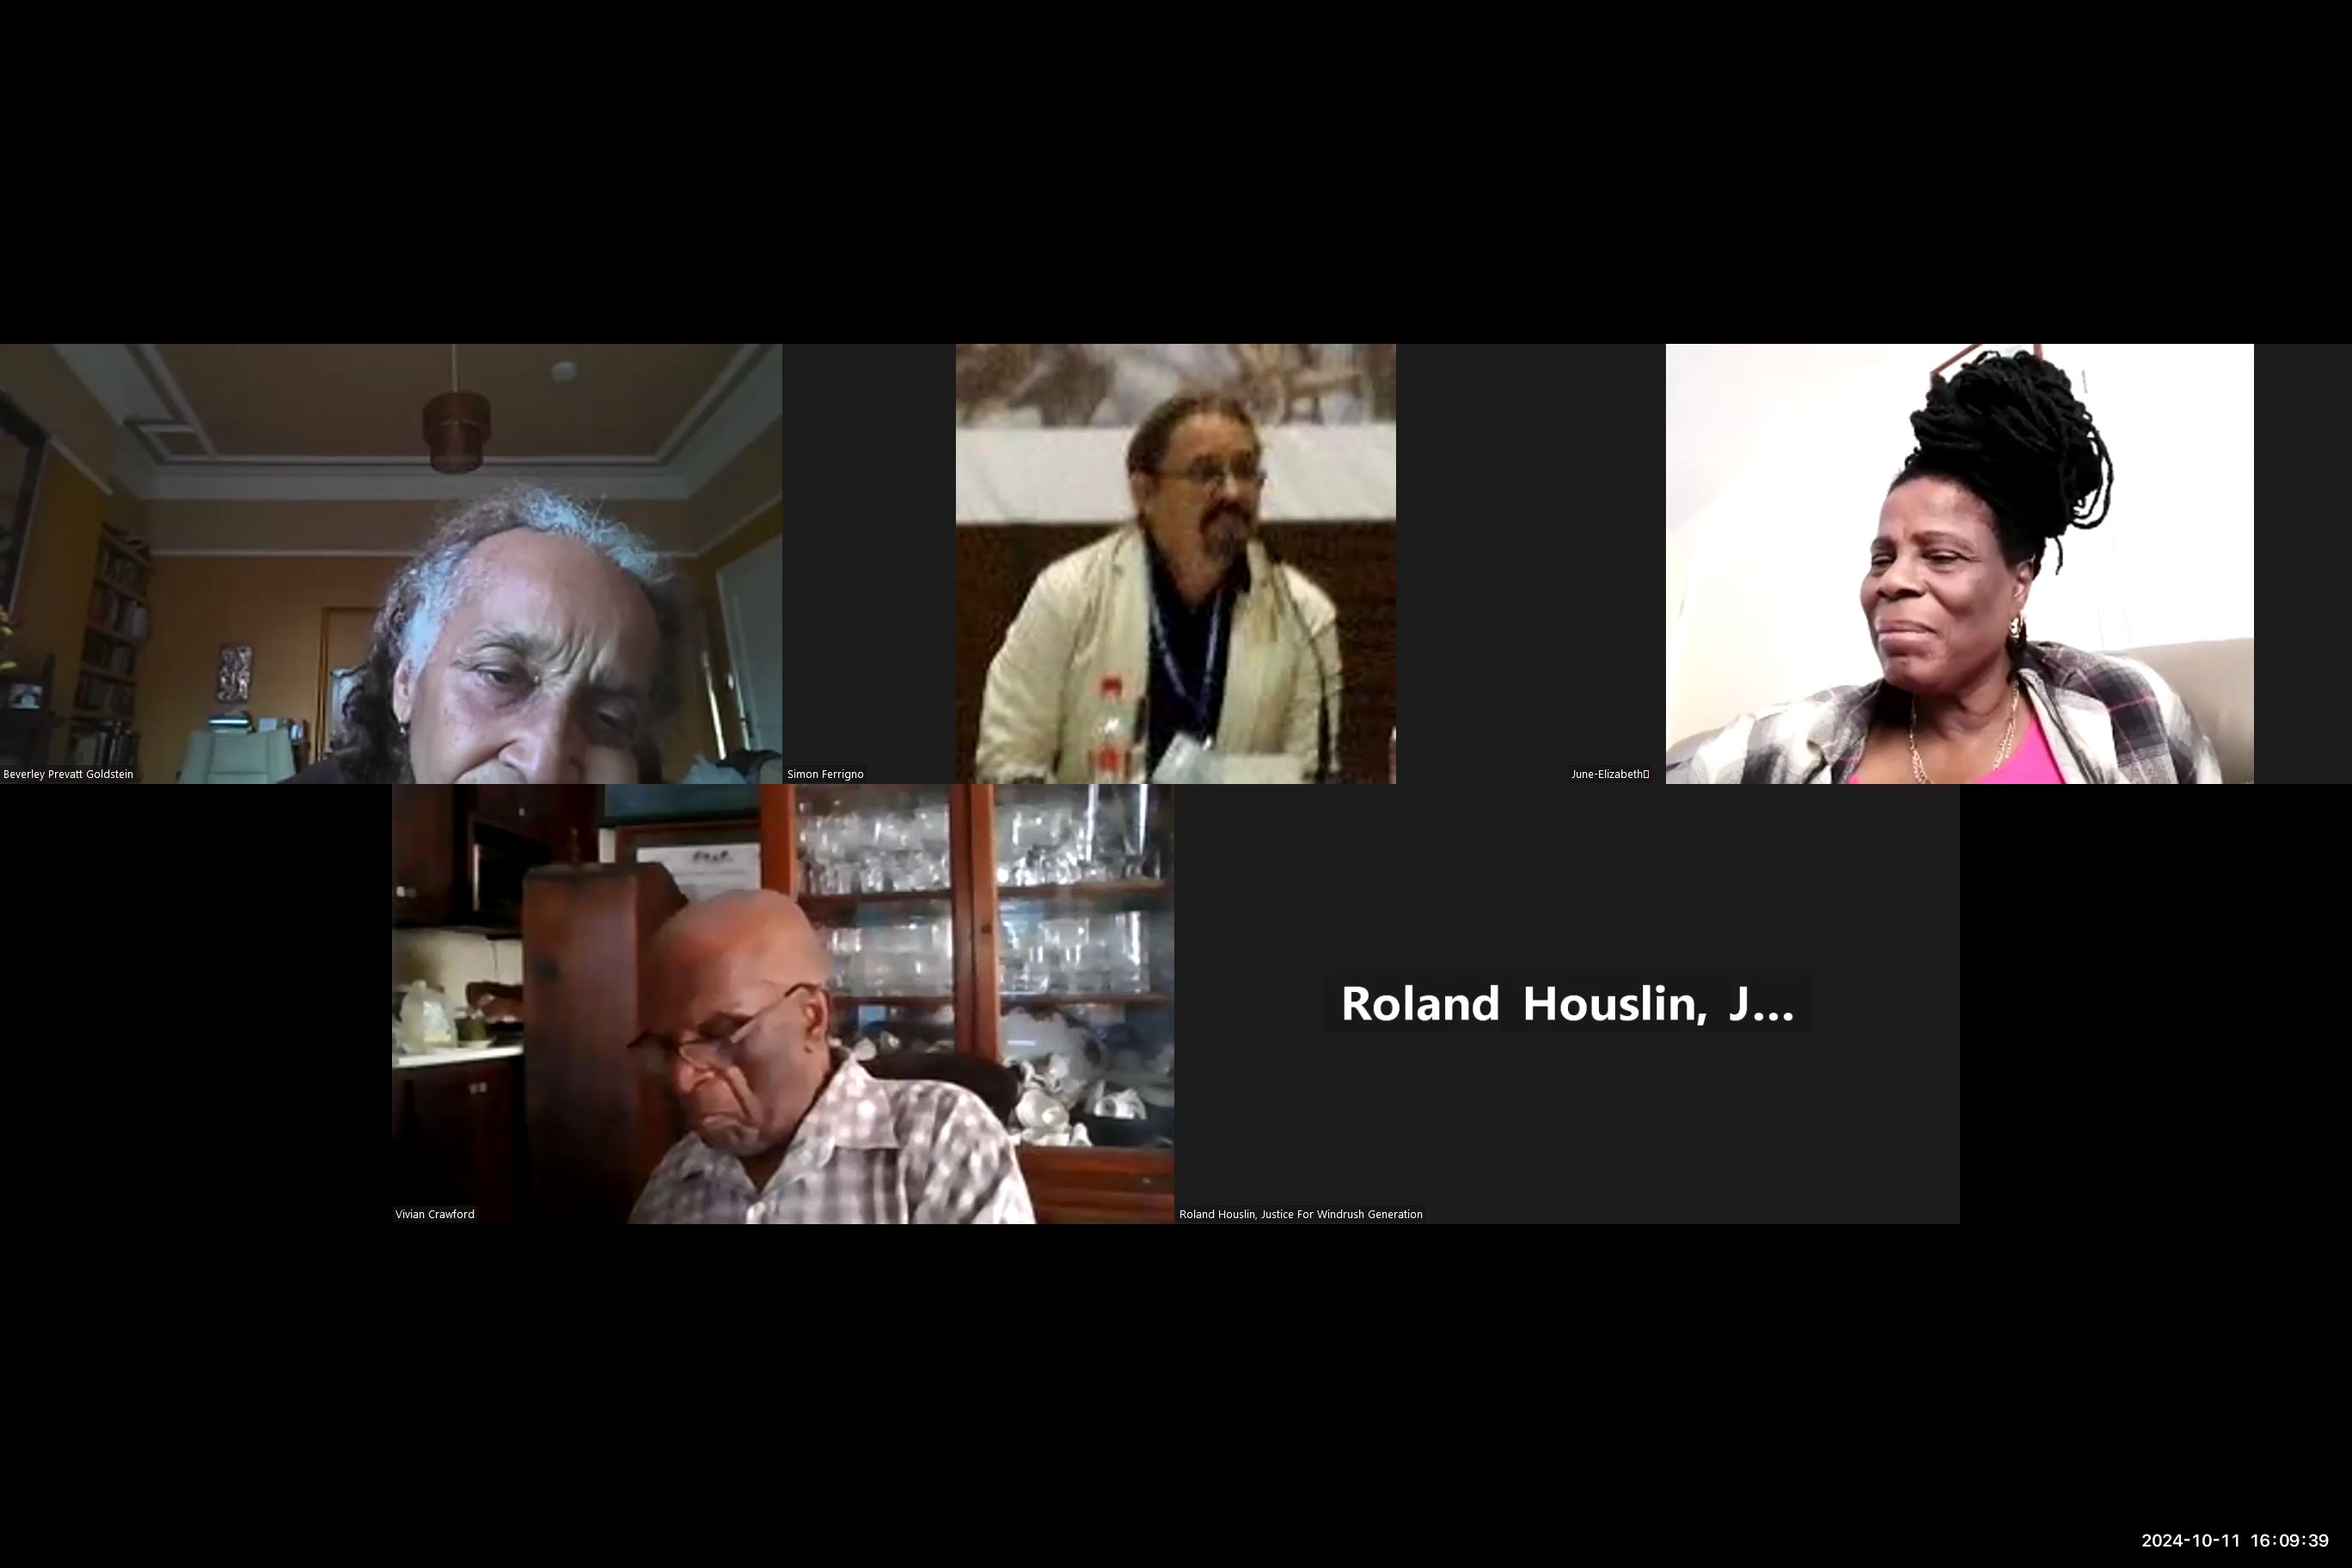 Beverley Prevatt Goldstein
Simon Ferrigno
June-Elizabeth
Roland Houslin, J...
Vivian Crawford
Roland Houslin, Justice For Windrush Generation
2024-10-11 16:09:39